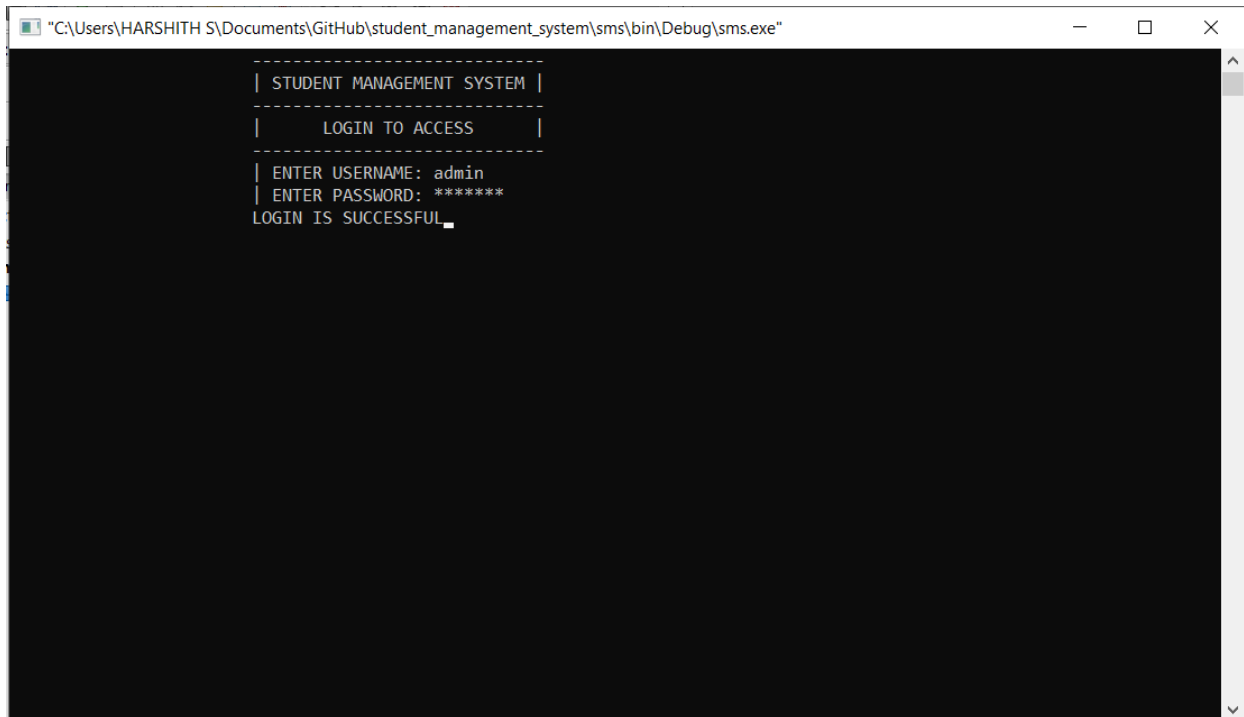 "C:\Users\HARSHITH S\Documents\GitHub\student_management_system\sms\bin\Debug\sms.exe"
-----------------------------
| STUDENT MANAGEMENT SYSTEM |
-----------------------------
|      LOGIN TO ACCESS      |
-----------------------------
| ENTER USERNAME: admin
| ENTER PASSWORD: *******
LOGIN IS SUCCESSFUL